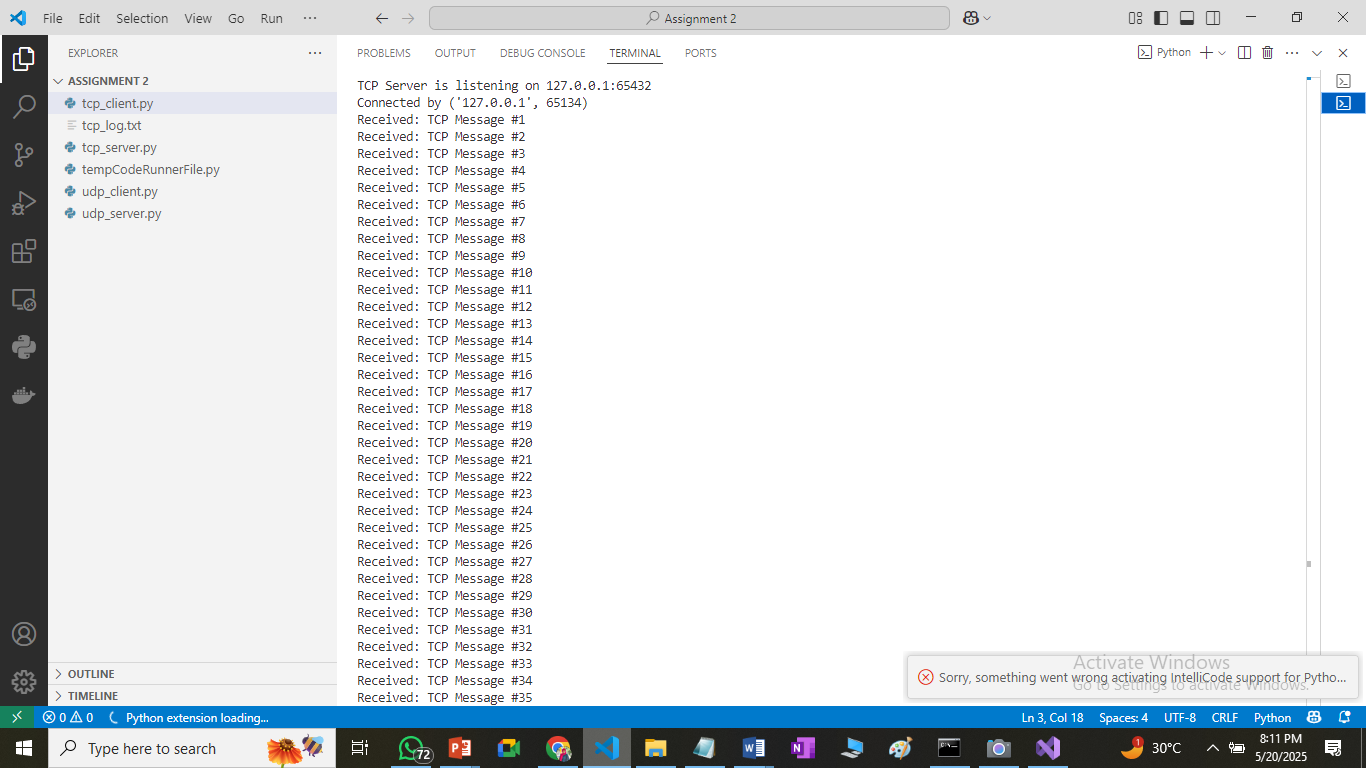 File Edit Selection View Go Run ···
Assignment 2
EXPLORER ···
ASSIGNMENT 2
tcp_client.py
tcp_log.txt
tcp_server.py
tempCodeRunnerFile.py
udp_client.py
udp_server.py
OUTLINE
TIMELINE
PROBLEMS OUTPUT DEBUG CONSOLE TERMINAL PORTS
Python
TCP Server is listening on 127.0.0.1:65432
Connected by ('127.0.0.1', 65134)
Received: TCP Message #1
Received: TCP Message #2
Received: TCP Message #3
Received: TCP Message #4
Received: TCP Message #5
Received: TCP Message #6
Received: TCP Message #7
Received: TCP Message #8
Received: TCP Message #9
Received: TCP Message #10
Received: TCP Message #11
Received: TCP Message #12
Received: TCP Message #13
Received: TCP Message #14
Received: TCP Message #15
Received: TCP Message #16
Received: TCP Message #17
Received: TCP Message #18
Received: TCP Message #19
Received: TCP Message #20
Received: TCP Message #21
Received: TCP Message #22
Received: TCP Message #23
Received: TCP Message #24
Received: TCP Message #25
Received: TCP Message #26
Received: TCP Message #27
Received: TCP Message #28
Received: TCP Message #29
Received: TCP Message #30
Received: TCP Message #31
Received: TCP Message #32
Received: TCP Message #33
Received: TCP Message #34
Received: TCP Message #35
Activate Windows
Sorry, something went wrong activating IntelliCode support for Pytho...
Go to Settings to activate Windows.
0 0 Python extension loading...
Ln 3, Col 18 Spaces: 4 UTF-8 CRLF Python
Type here to search
72
30°C
8:11 PM
5/20/2025